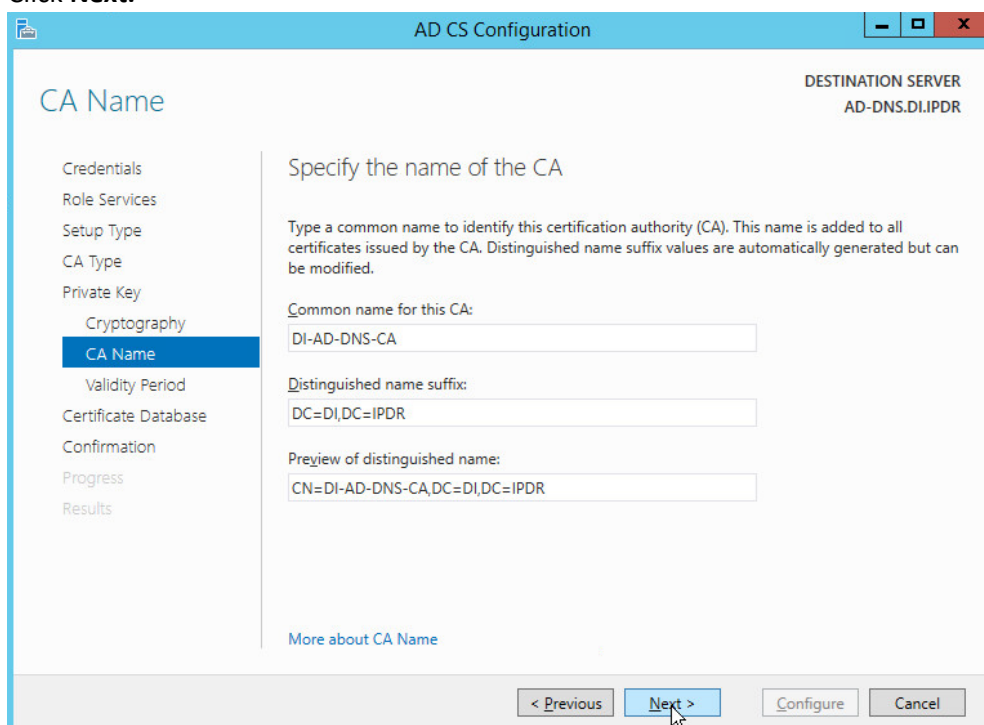 Click Next.
AD CS Configuration
DESTINATION SERVER
AD-DNS.DI.IPDR
CA Name
Credentials
Role Services
Setup Type
CA Type
Private Key
Cryptography
CA Name
Validity Period
Certificate Database
Confirmation
Progress
Results
Specify the name of the CA
Type a common name to identify this certification authority (CA). This name is added to all
certificates issued by the CA. Distinguished name suffix values are automatically generated but can
be modified.
Common name for this CA:
DI-AD-DNS-CA
Distinguished name suffix:
DC=DI,DC=IPDR
Preview of distinguished name:
CN=DI-AD-DNS-CA,DC=DI,DC=IPDR
More about CA Name
< Previous
Next >
Configure
Cancel